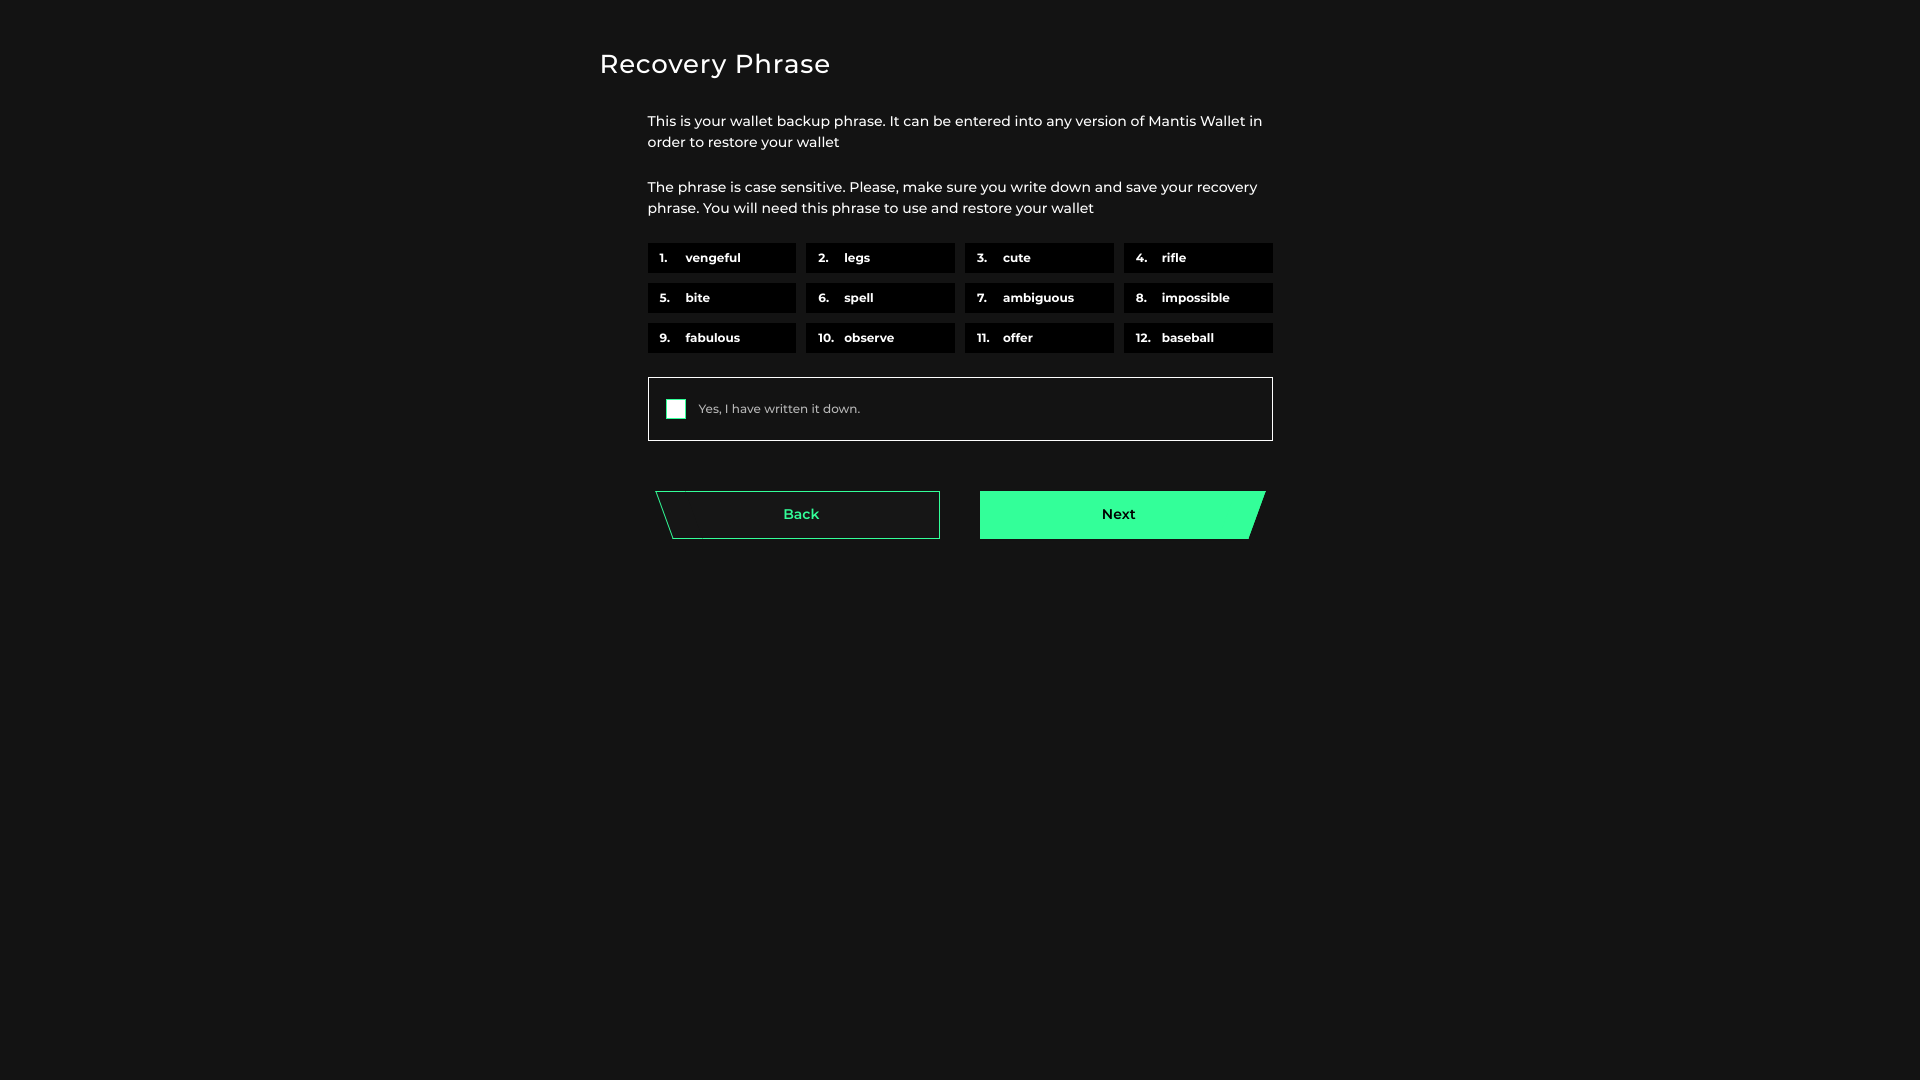 Recovery Phrase
This is your wallet backup phrase. It can be entered into any version of Mantis Wallet in
order to restore your wallet
The phrase is case sensitive. Please, make sure you write down and save your recovery
phrase. You will need this phrase to use and restore your wallet
1. vengeful 2. legs 3. cute 4. rifle
5. bite 6. spell 7. ambiguous 8. impossible
9. fabulous 10. observe 11. offer 12. baseball
Yes, I have written it down.
Back Next